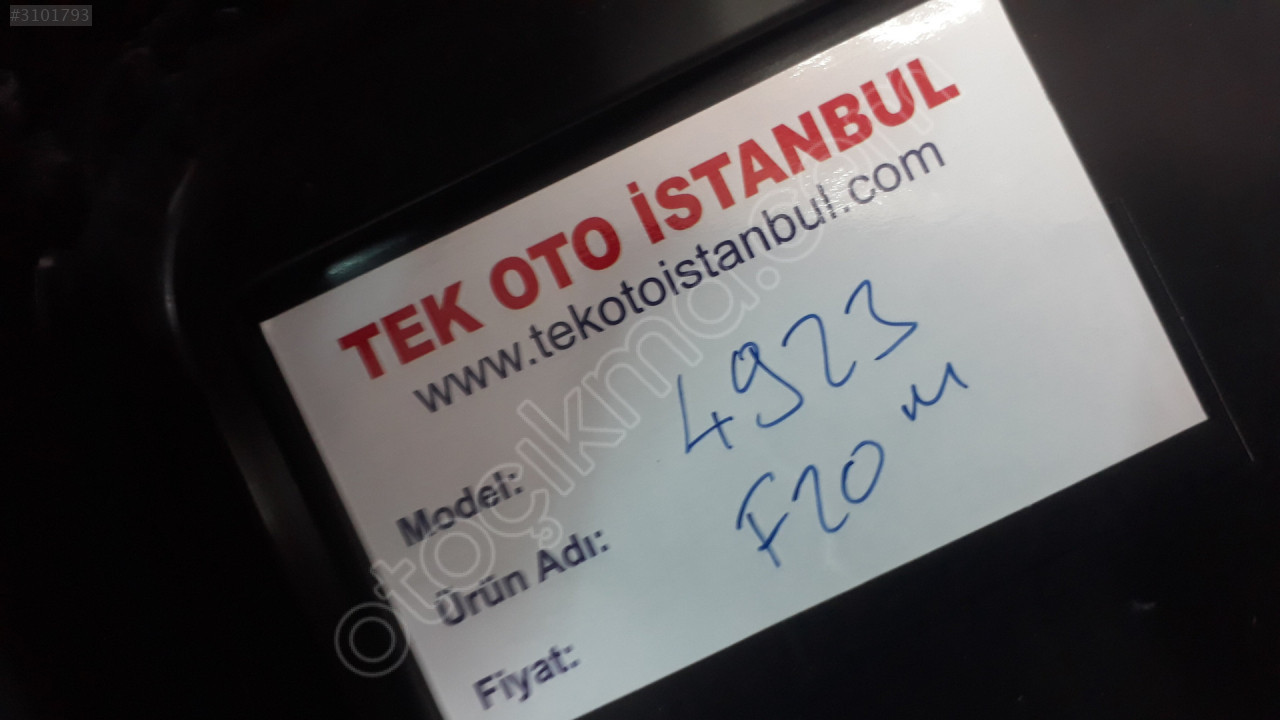 #3101793
TEK OTO İSTANBUL
www.tekotoistanbul.com
Model: 4923
Ürün Adı: F20 M
Fiyat:
otoçıkma.com